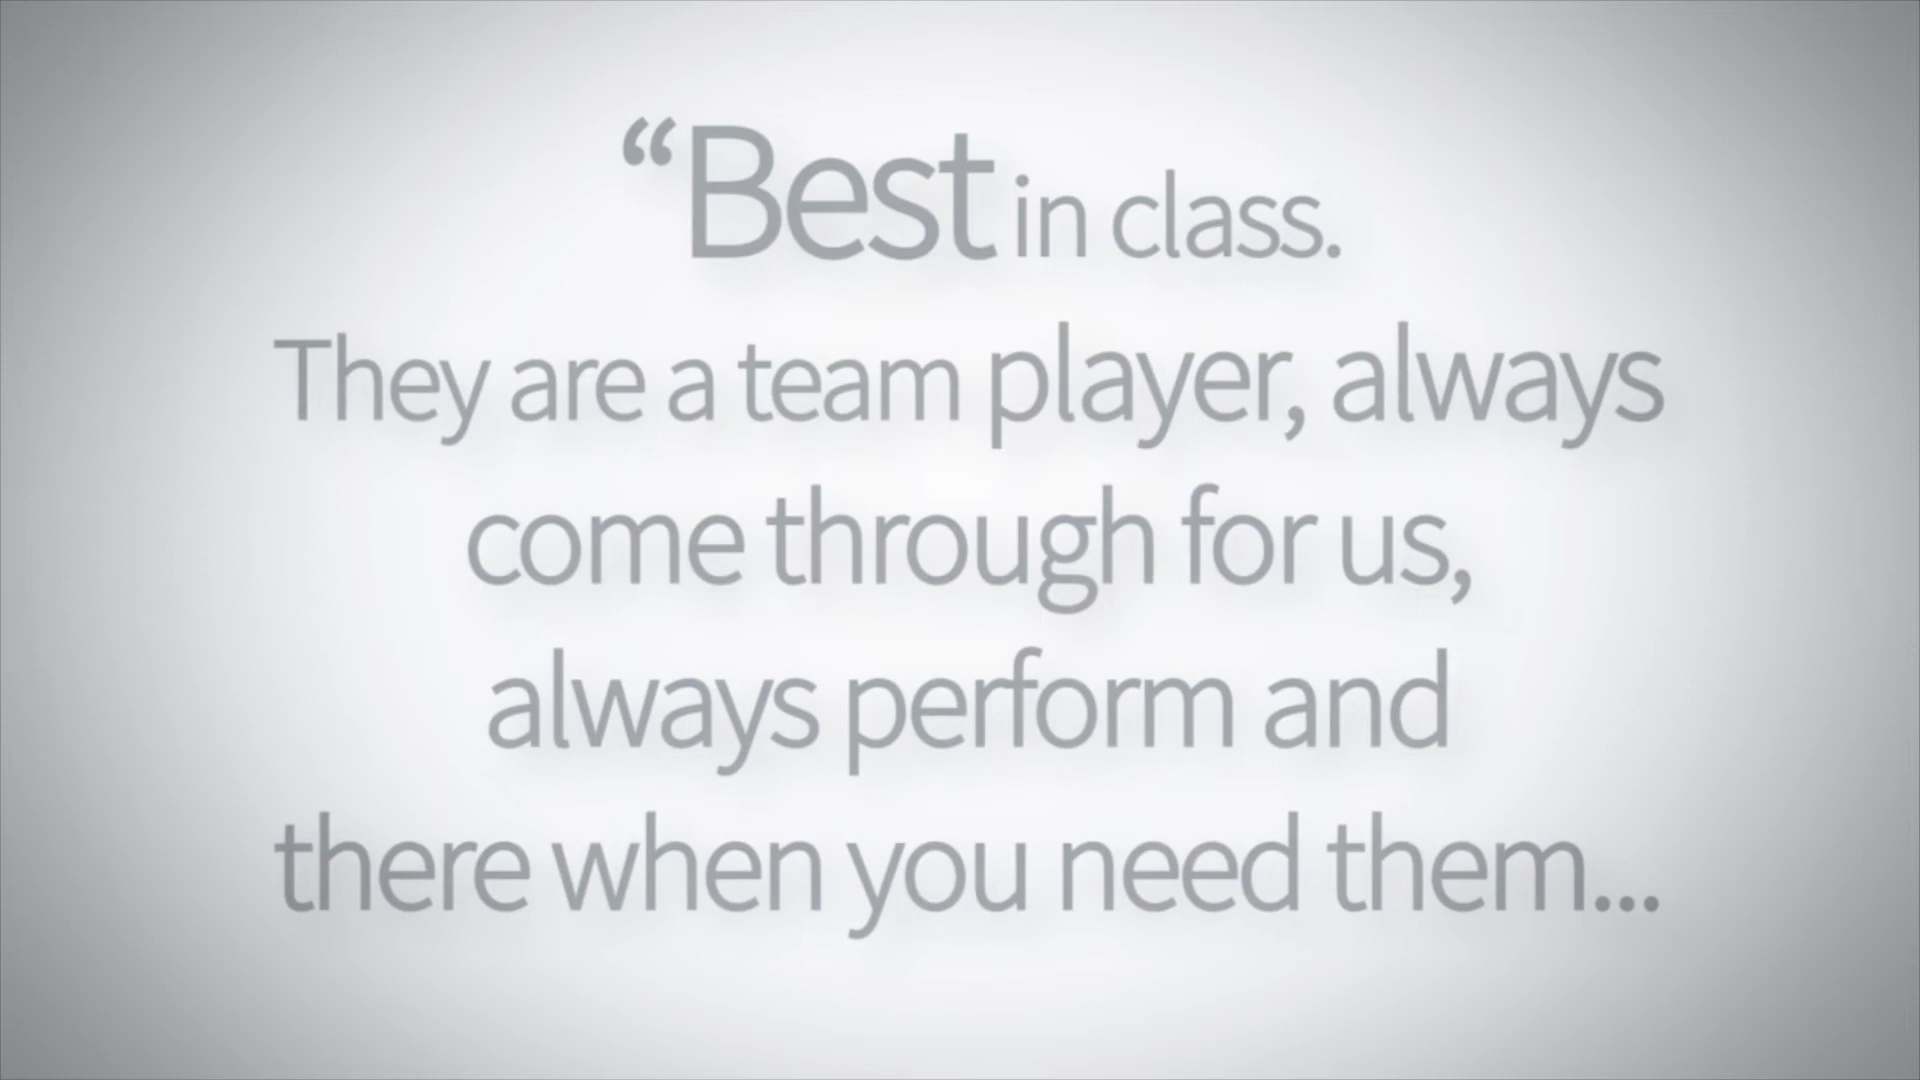 “Best in class.
They are a team player, always
come through for us,
always perform and
there when you need them...